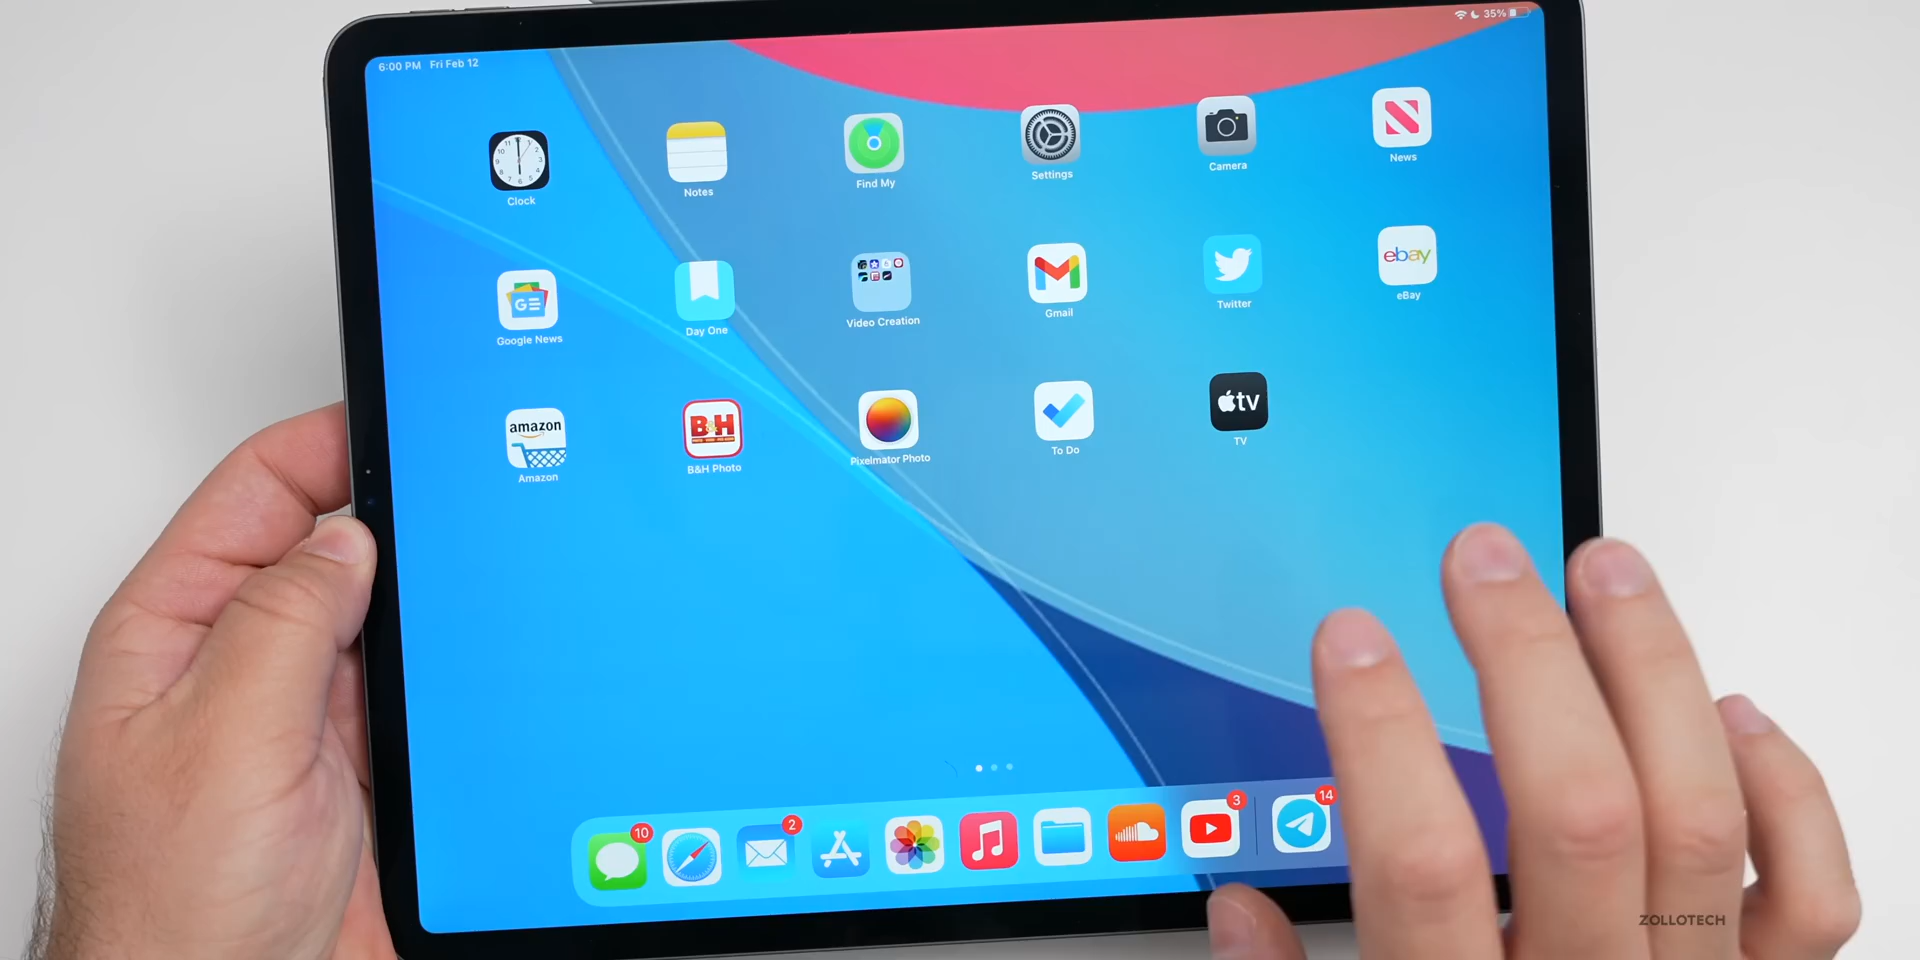 6:00 PM Fri Feb 12
35%
Clock
Notes
Find My
Settings
Camera
News
Google News
Day One
Video Creation
Gmail
Twitter
ebay
eBay
amazon
Amazon
B&H
B&H Photo
Pixelmator Photo
To Do
tv
TV
10
2
3
14
ZOLLOTECH